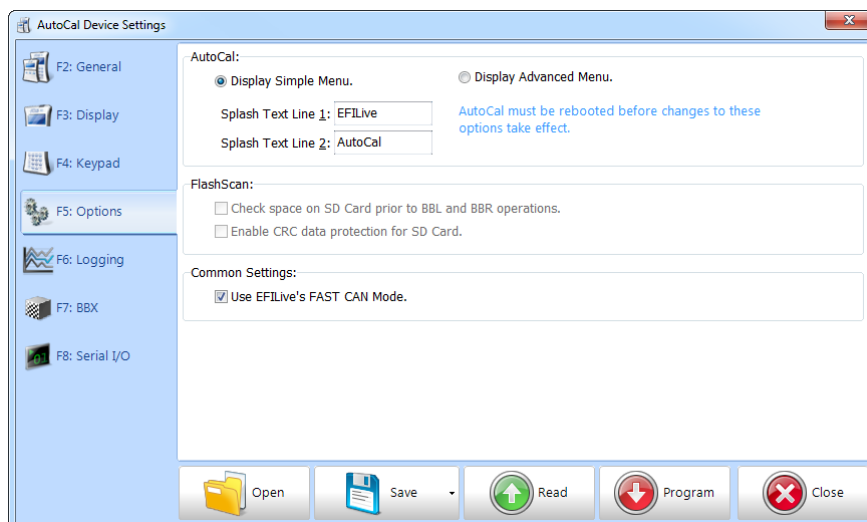 AutoCal Device Settings
F2: General
F3: Display
F4: Keypad
F5: Options
F6: Logging
F7: BBX
F8: Serial I/O
AutoCal:
Display Simple Menu.
Display Advanced Menu.
Splash Text Line 1: EFILive
Splash Text Line 2: AutoCal
AutoCal must be rebooted before changes to these
options take effect.
FlashScan:
Check space on SD Card prior to BBL and BBR operations.
Enable CRC data protection for SD Card.
Common Settings:
Use EFILive's FAST CAN Mode.
Open
Save
Read
Program
Close